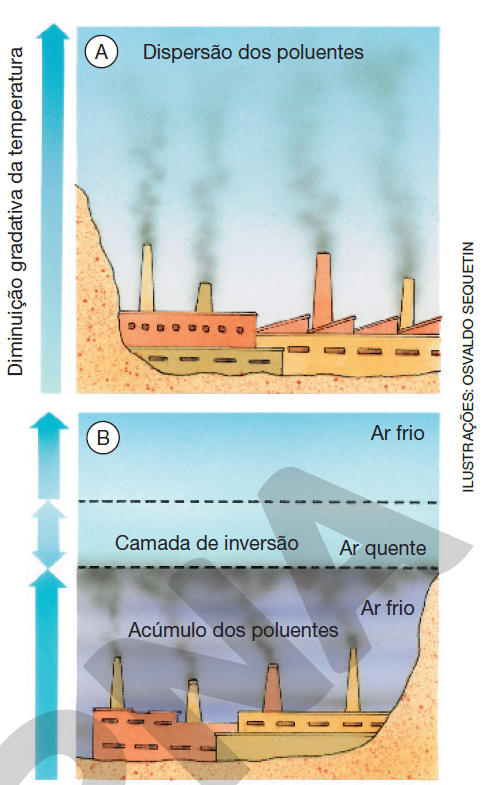 A
Dispersão dos poluentes
Diminuição gradativa da temperatura
ILUSTRAÇÕES: OSVALDO SEQUETIN
B
Ar frio
Camada de inversão
Ar quente
Ar frio
Acúmulo dos poluentes